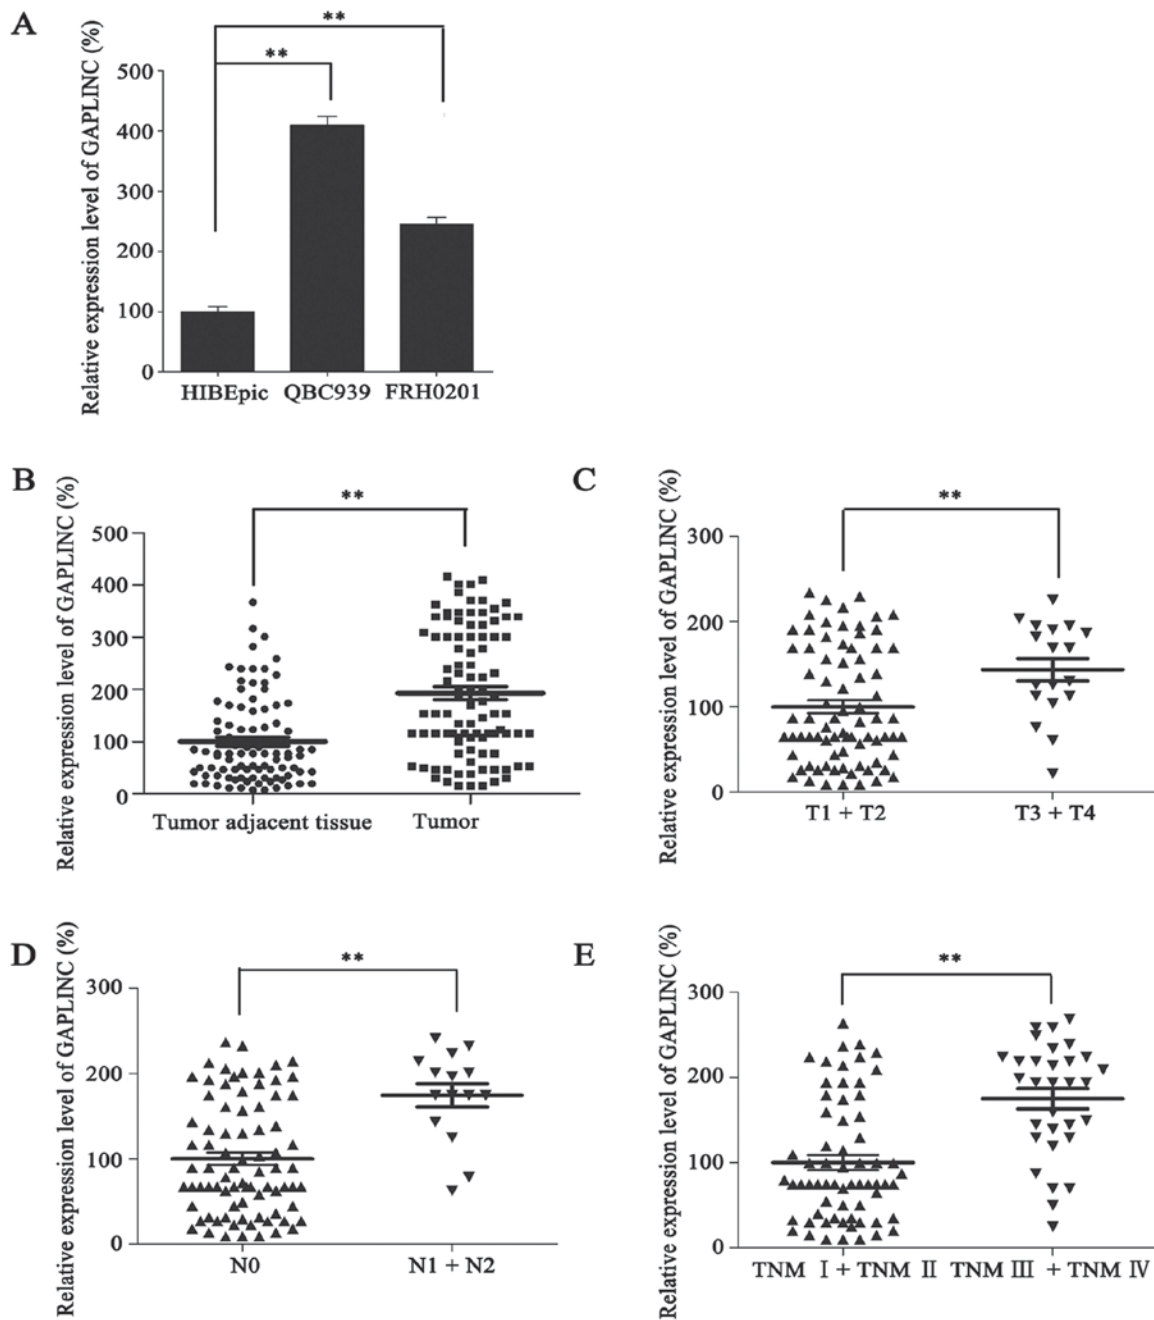 A
Relative expression level of GAPLINC (%)
**
**
500
400
300
200
100
0
HIBEpic QBC939 FRH0201
B
Relative expression level of GAPLINC (%)
**
500
400
300
200
100
0
Tumor adjacent tissue Tumor
C
Relative expression level of GAPLINC (%)
**
300
200
100
0
T1 + T2 T3 + T4
D
Relative expression level of GAPLINC (%)
**
300
200
100
0
N0 N1 + N2
E
Relative expression level of GAPLINC (%)
**
300
200
100
0
TNM Ⅰ + TNM Ⅱ TNM Ⅲ + TNM Ⅳ